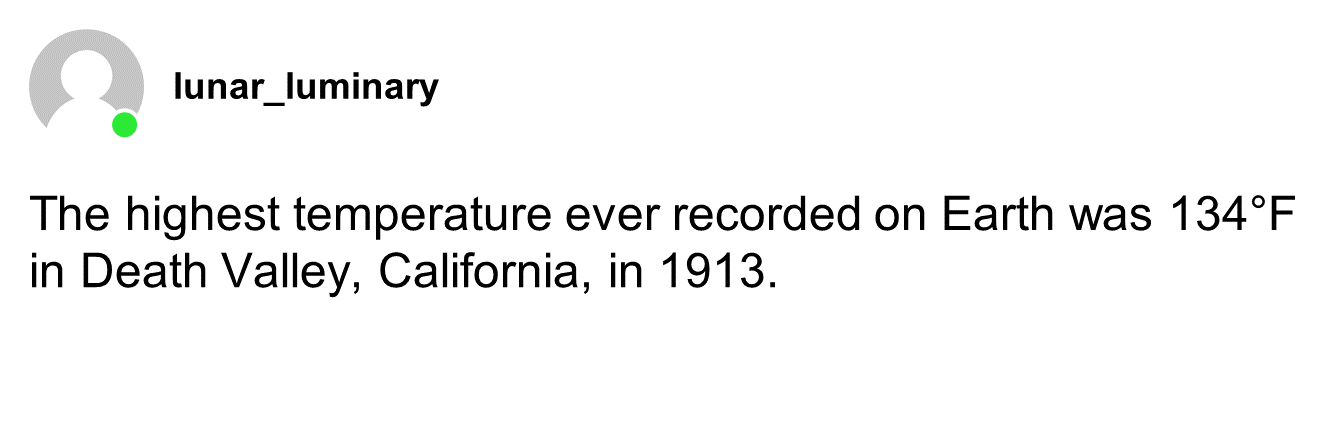 lunar_luminary
The highest temperature ever recorded on Earth was 134°F
in Death Valley, California, in 1913.